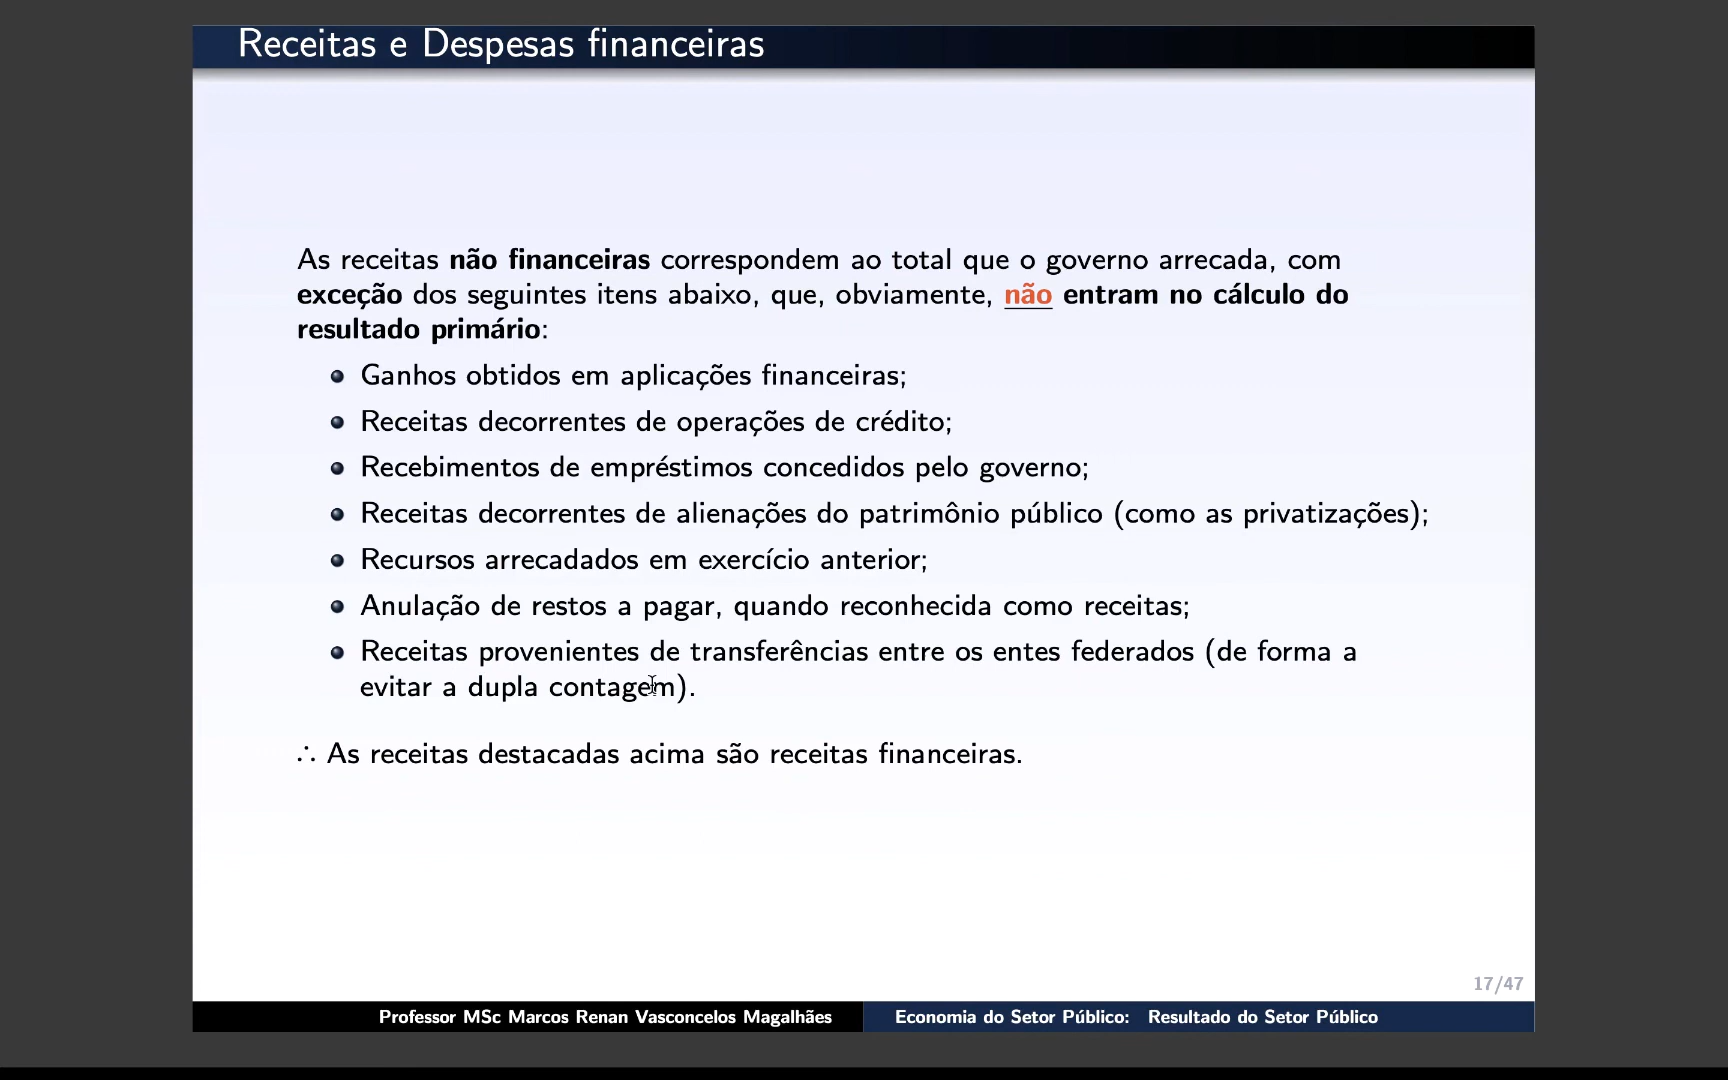 Receitas e Despesas financeiras
As receitas não financeiras correspondem ao total que o governo arrecada, com
exceção dos seguintes itens abaixo, que, obviamente, não entram no cálculo do
resultado primário:
Ganhos obtidos em aplicações financeiras;
Receitas decorrentes de operações de crédito;
Recebimentos de empréstimos concedidos pelo governo;
Receitas decorrentes de alienações do patrimônio público (como as privatizações);
Recursos arrecadados em exercício anterior;
Anulação de restos a pagar, quando reconhecida como receitas;
Receitas provenientes de transferências entre os entes federados (de forma a
evitar a dupla contagem).
∴ As receitas destacadas acima são receitas financeiras.
17/47
Professor MSc Marcos Renan Vasconcelos Magalhães
Economia do Setor Público: Resultado do Setor Público